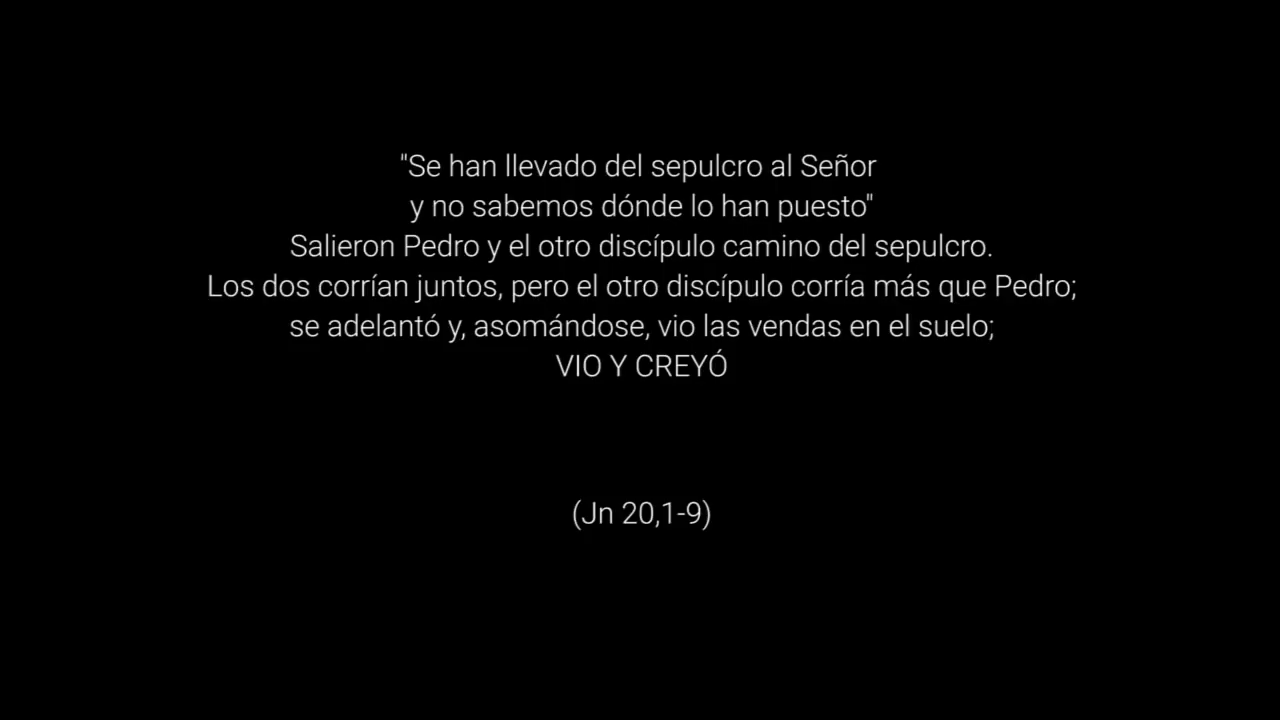 "Se han llevado del sepulcro al Señor
y no sabemos dónde lo han puesto"
Salieron Pedro y el otro discípulo camino del sepulcro.
Los dos corrían juntos, pero el otro discípulo corría más que Pedro;
se adelantó y, asomándose, vio las vendas en el suelo;
VIO Y CREYÓ
(Jn 20,1-9)